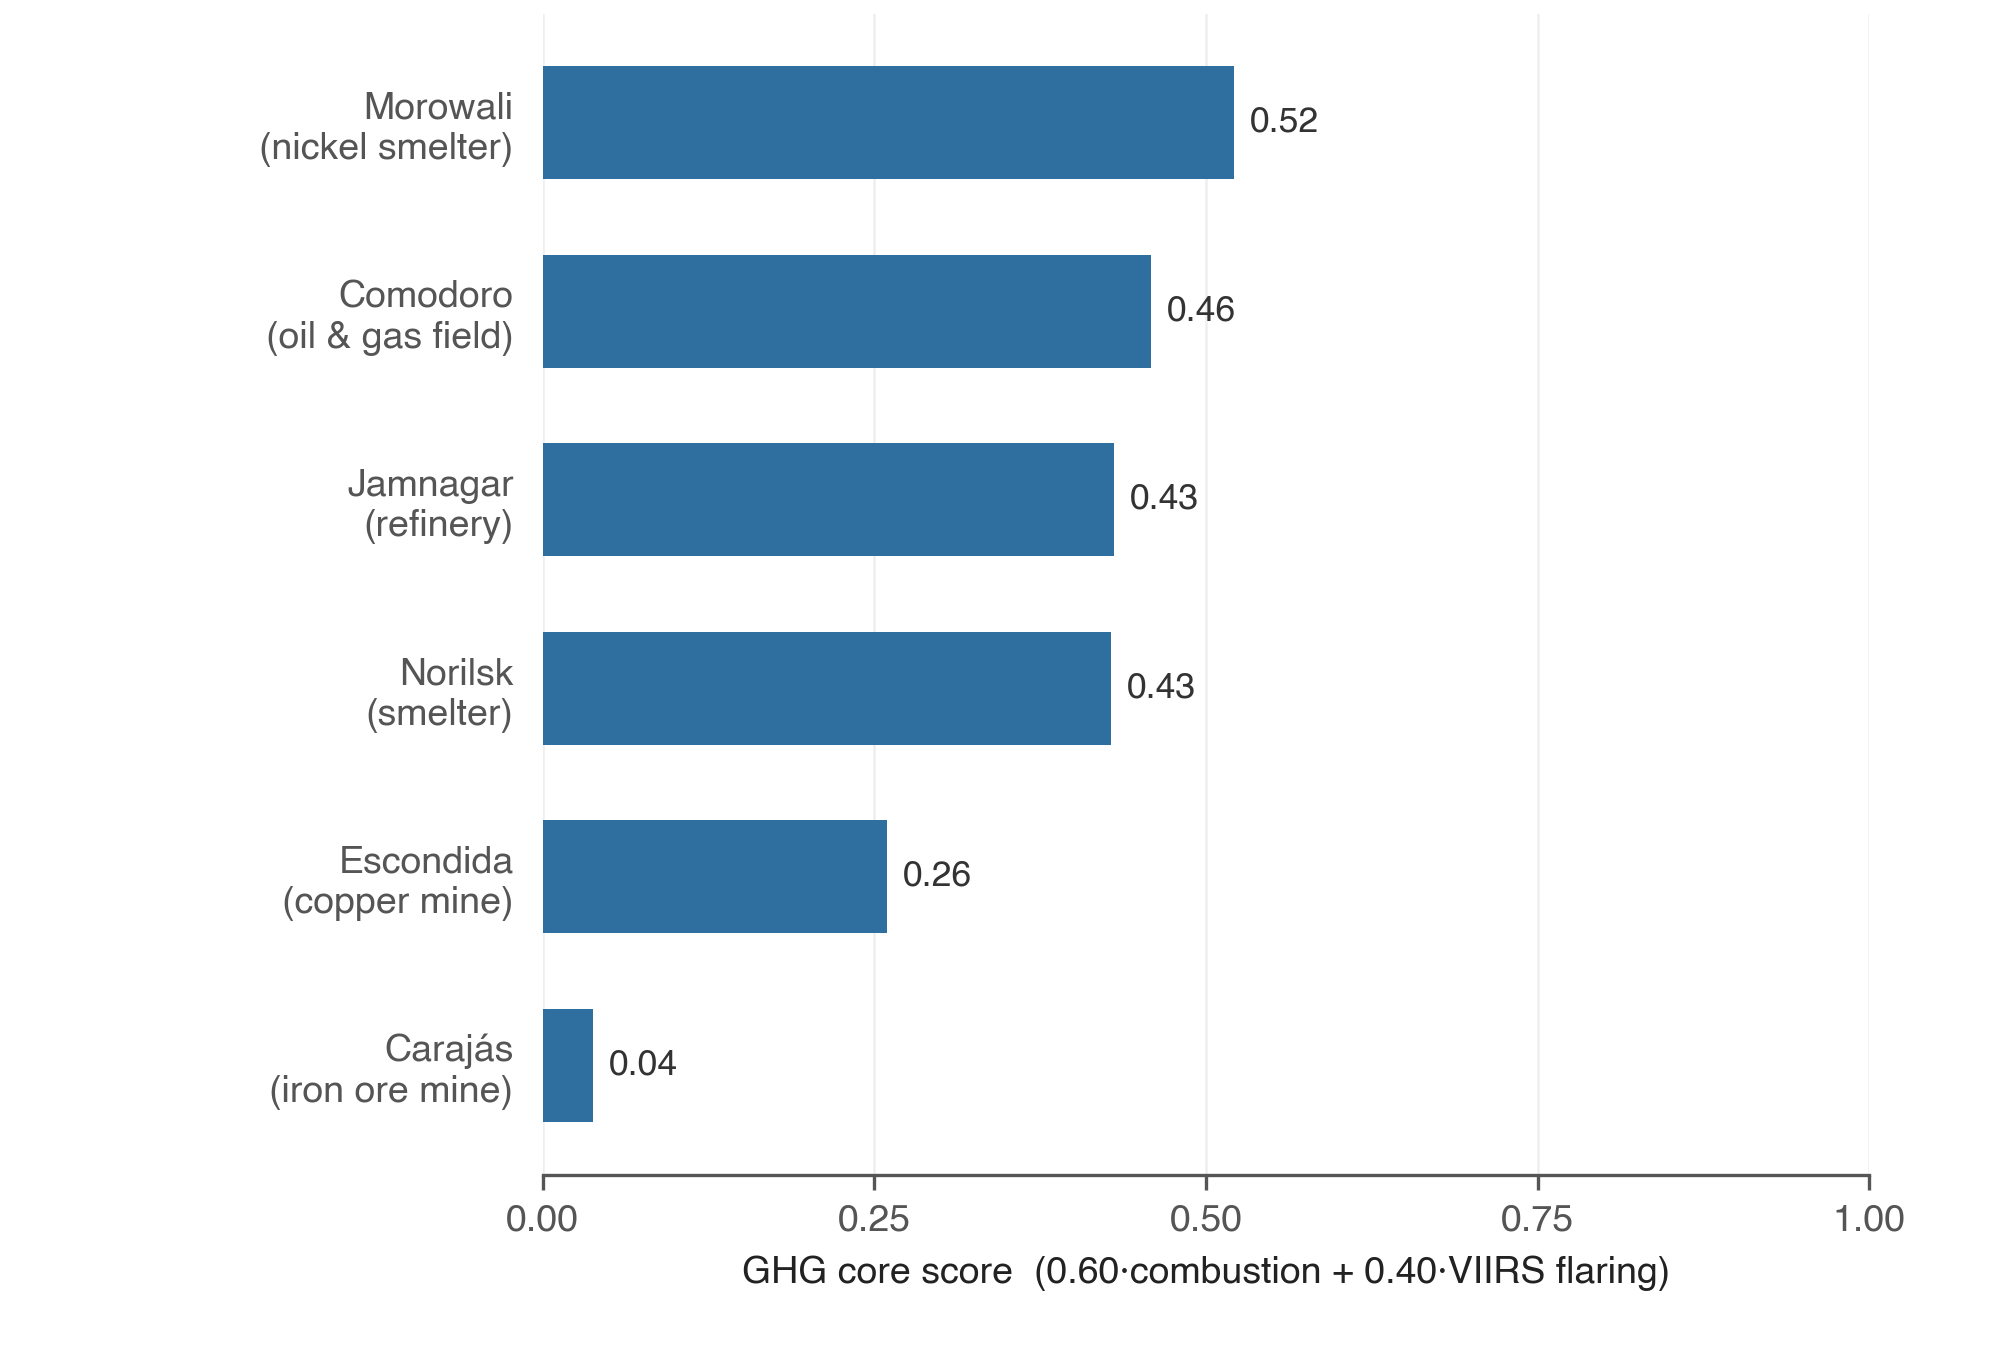 Morowali
(nickel smelter)
0.52
Comodoro
(oil & gas field)
0.46
Jamnagar
(refinery)
0.43
Norilsk
(smelter)
0.43
Escondida
(copper mine)
0.26
Carajás
(iron ore mine)
0.04
0.00 0.25 0.50 0.75 1.00
GHG core score (0.60·combustion + 0.40·VIIRS flaring)